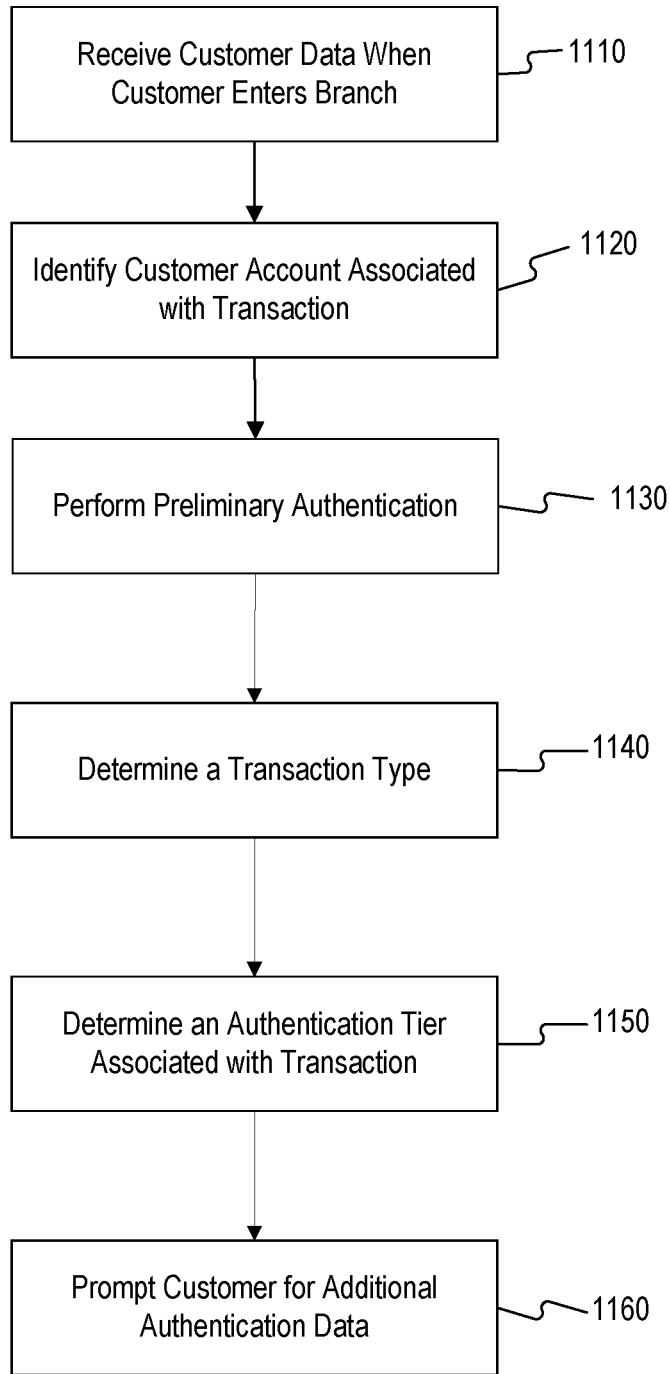 Receive Customer Data When
Customer Enters Branch
1110
Identify Customer Account Associated
with Transaction
1120
Perform Preliminary Authentication
1130
Determine a Transaction Type
1140
Determine an Authentication Tier
Associated with Transaction
1150
Prompt Customer for Additional
Authentication Data
1160